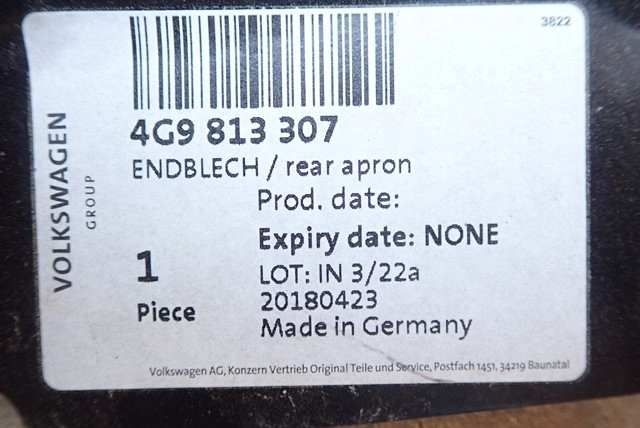 3822
4G9 813 307
ENDBLECH / rear apron
Prod. date:
Expiry date: NONE
1
Piece
LOT: IN 3/22a
20180423
Made in Germany
VOLKSWAGEN
GROUP
Volkswagen AG, Konzern Vertrieb Original Teile und Service, Postfach 1451, 34219 Baunatal